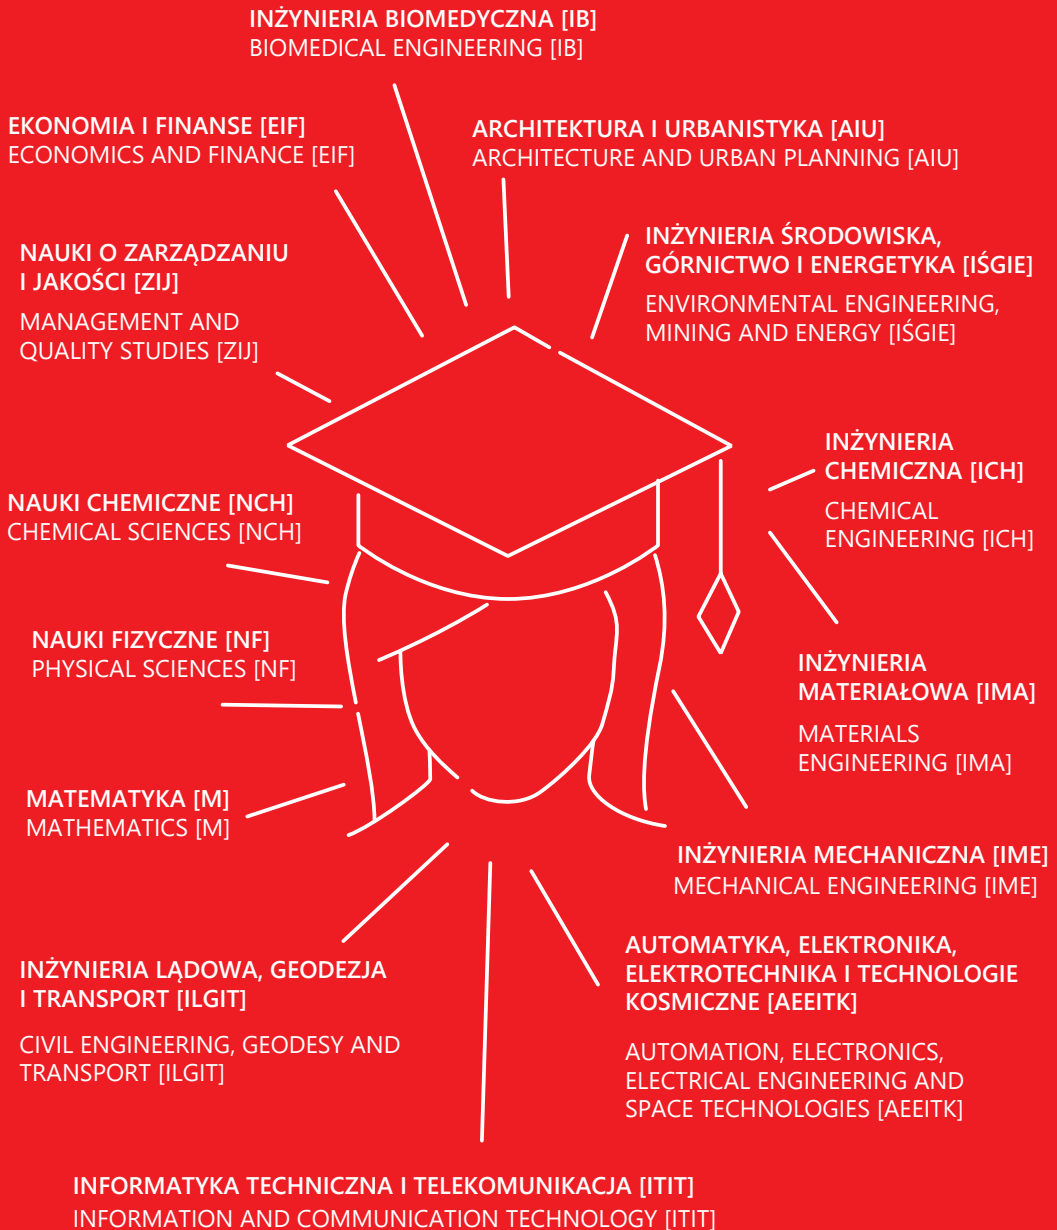 INŻYNIERIA BIOMEDYCZNA [IB]
BIOMEDICAL ENGINEERING [IB]
EKONOMIA I FINANSE [EIF]
ECONOMICS AND FINANCE [EIF]
ARCHITEKTURA I URBANISTYKA [AIU]
ARCHITECTURE AND URBAN PLANNING [AIU]
NAUKI O ZARZĄDZANIU
I JAKOŚCI [ZIJ]
MANAGEMENT AND
QUALITY STUDIES [ZIJ]
INŻYNIERIA ŚRODOWISKA,
GÓRNICTWO I ENERGETYKA [IŚGIE]
ENVIRONMENTAL ENGINEERING,
MINING AND ENERGY [IŚGIE]
INŻYNIERIA
CHEMICZNA [ICH]
CHEMICAL
ENGINEERING [ICH]
NAUKI CHEMICZNE [NCH]
CHEMICAL SCIENCES [NCH]
NAUKI FIZYCZNE [NF]
PHYSICAL SCIENCES [NF]
INŻYNIERIA
MATERIAŁOWA [IMA]
MATERIALS
ENGINEERING [IMA]
MATEMATYKA [M]
MATHEMATICS [M]
INŻYNIERIA MECHANICZNA [IME]
MECHANICAL ENGINEERING [IME]
INŻYNIERIA LĄDOWA, GEODEZJA
I TRANSPORT [ILGIT]
CIVIL ENGINEERING, GEODESY AND
TRANSPORT [ILGIT]
AUTOMATYKA, ELEKTRONIKA,
ELEKTROTECHNIKA I TECHNOLOGIE
KOSMICZNE [AEEITK]
AUTOMATION, ELECTRONICS,
ELECTRICAL ENGINEERING AND
SPACE TECHNOLOGIES [AEEITK]
INFORMATYKA TECHNICZNA I TELEKOMUNIKACJA [ITIT]
INFORMATION AND COMMUNICATION TECHNOLOGY [ITIT]